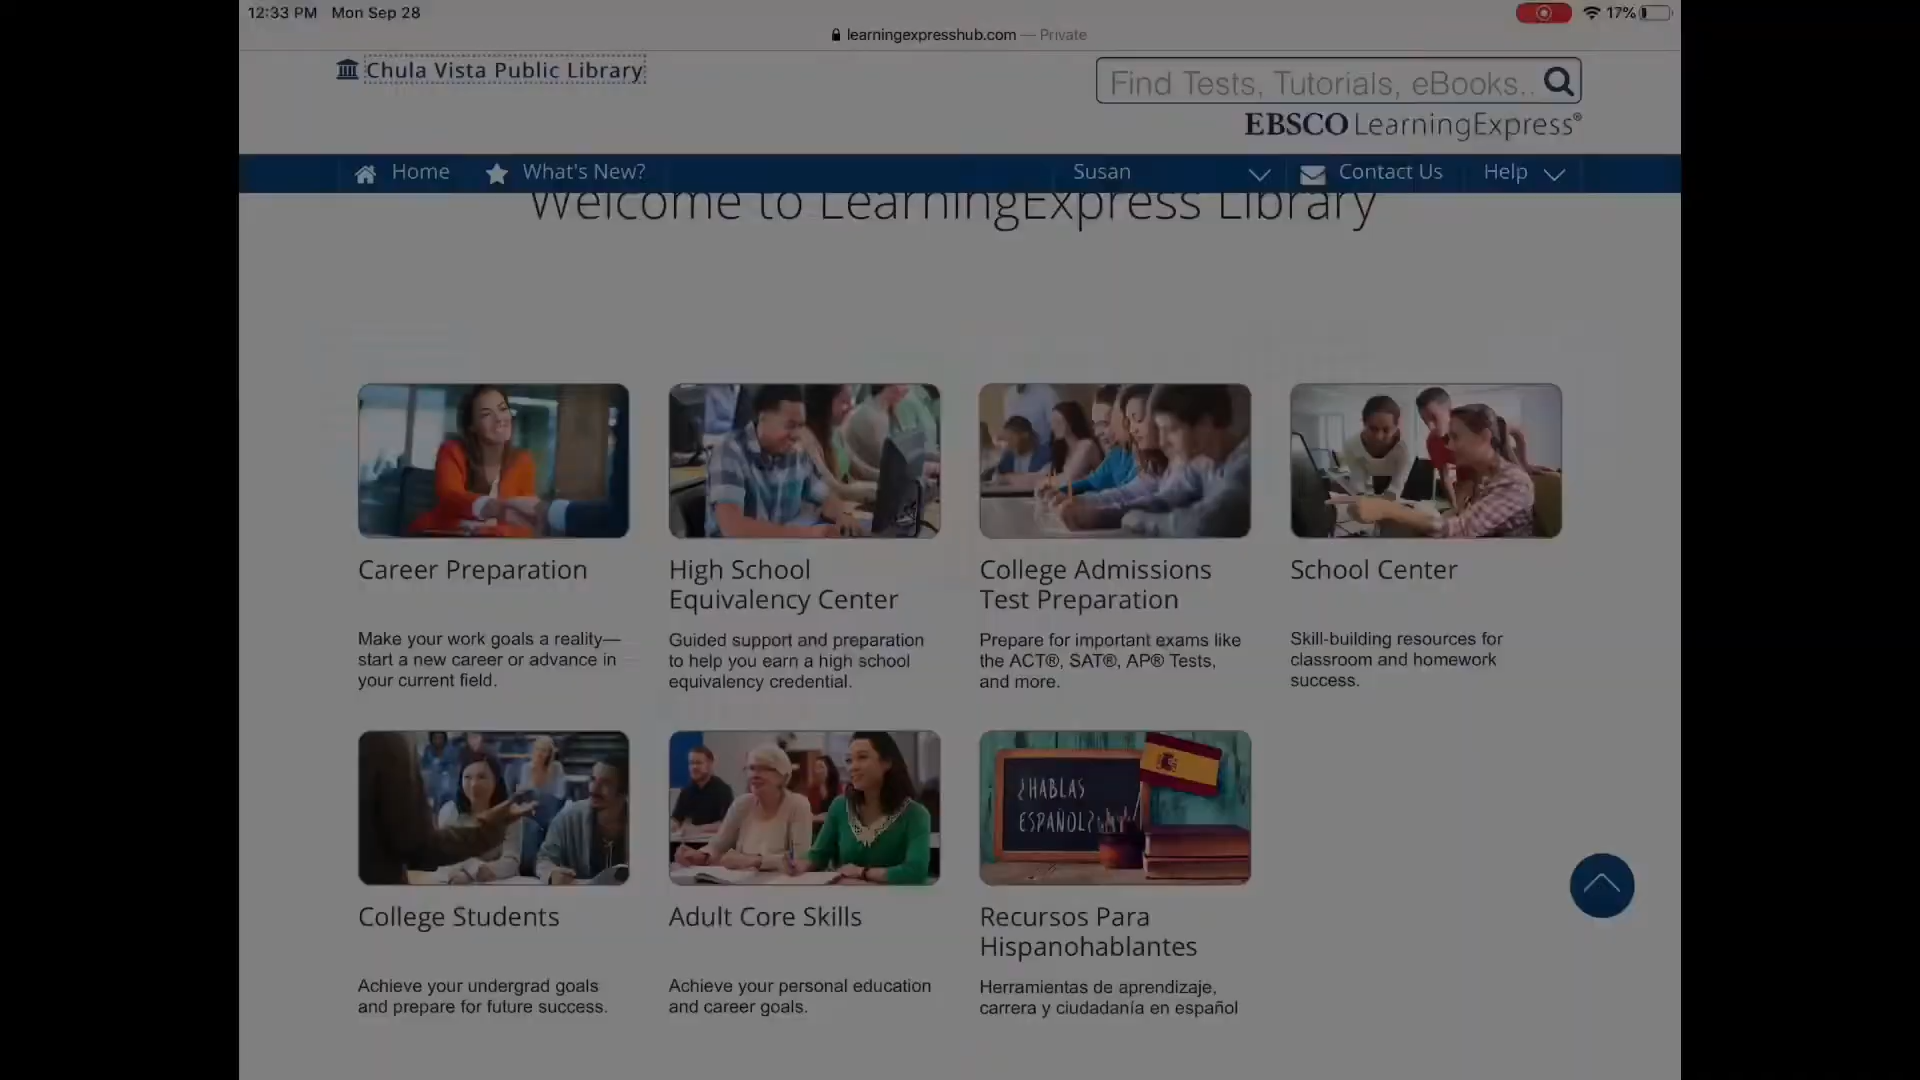 12:33 PM Mon Sep 28
17%
learningexpresshub.com — Private
Chula Vista Public Library
Find Tests, Tutorials, eBooks..
EBSCO LearningExpress®
Home What's New? Susan Contact Us Help
Welcome to LearningExpress Library
Career Preparation
Make your work goals a reality—
start a new career or advance in
your current field.
High School
Equivalency Center
Guided support and preparation
to help you earn a high school
equivalency credential.
College Admissions
Test Preparation
Prepare for important exams like
the ACT®, SAT®, AP® Tests,
and more.
School Center
Skill-building resources for
classroom and homework
success.
¿HABLAS
ESPAÑOL?
College Students
Achieve your undergrad goals
and prepare for future success.
Adult Core Skills
Achieve your personal education
and career goals.
Recursos Para
Hispanohablantes
Herramientas de aprendizaje,
carrera y ciudadanía en español